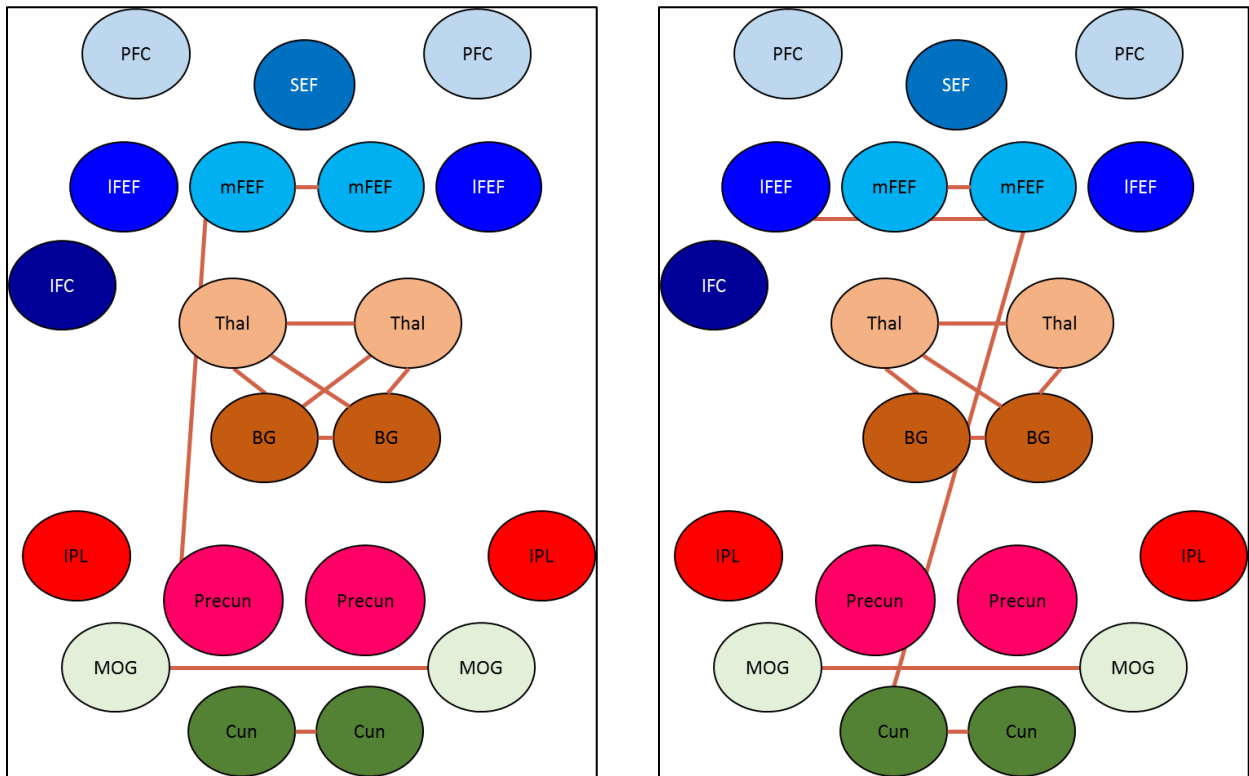 PFC
PFC
SEF
lFEF
mFEF
mFEF
lFEF
IFC
Thal
Thal
BG
BG
IPL
IPL
Precun
Precun
MOG
MOG
Cun
Cun
PFC
PFC
SEF
lFEF
mFEF
mFEF
lFEF
IFC
Thal
Thal
BG
BG
IPL
IPL
Precun
Precun
MOG
MOG
Cun
Cun